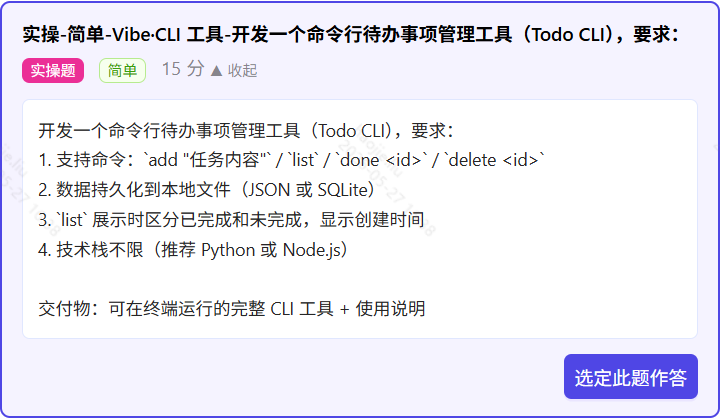 实操-简单-Vibe·CLI 工具-开发一个命令行待办事项管理工具（Todo CLI），要求：
实操题 简单 15 分 ▲ 收起
开发一个命令行待办事项管理工具（Todo CLI），要求：
1. 支持命令：`add "任务内容"` / `list` / `done <id>` / `delete <id>`
2. 数据持久化到本地文件（JSON 或 SQLite）
3. `list` 展示时区分已完成和未完成，显示创建时间
4. 技术栈不限（推荐 Python 或 Node.js）
交付物：可在终端运行的完整 CLI 工具 + 使用说明
选定此题作答